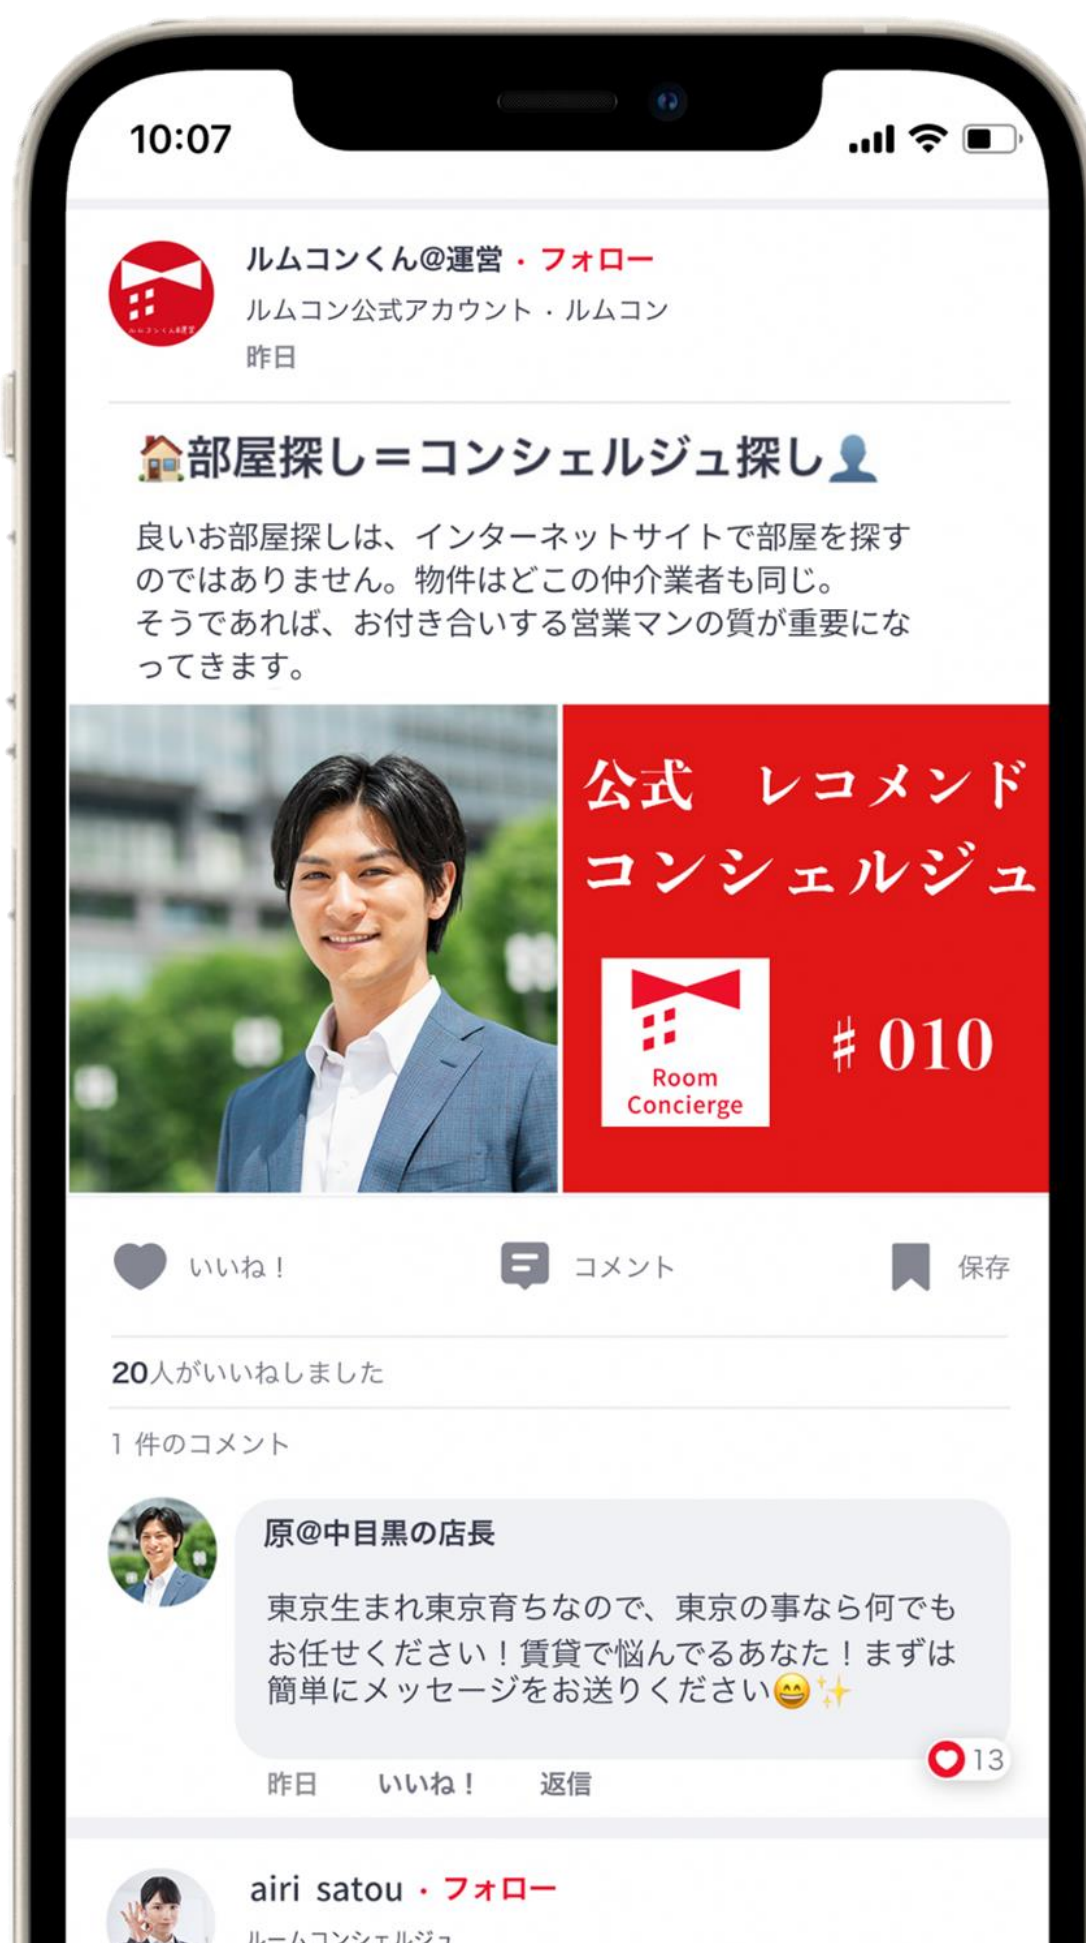 10:07
ルムコンくん@運営・フォロー
ルムコン公式アカウント・ルムコン
昨日
🏠部屋探し＝コンシェルジュ探し👤
良いお部屋探しは、インターネットサイトで部屋を探す
のではありません。物件はどこの仲介業者も同じ。
そうであれば、お付き合いする営業マンの質が重要にな
ってきます。
公式　レコメンド
コンシェルジュ
Room
Concierge
♯010
いいね！
コメント
保存
20人がいいねしました
1 件のコメント
原@中目黒の店長
東京生まれ東京育ちなので、東京の事なら何でも
お任せください！賃貸で悩んでるあなた！まずは
簡単にメッセージをお送りください😄✨
13
昨日　いいね！　返信
airi satou・フォロー
ルームコンシェルジュ